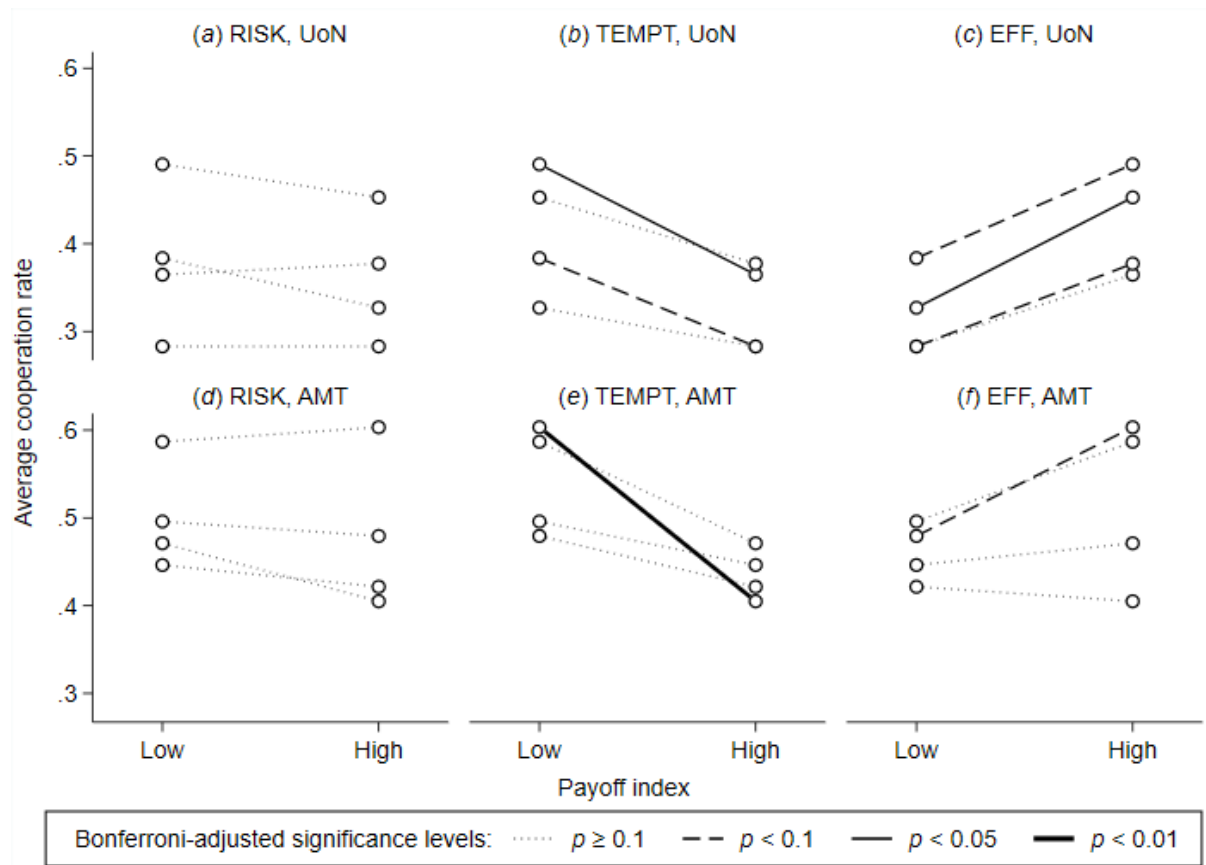 (a) RISK, UoN
(b) TEMPT, UoN
(c) EFF, UoN
.6
.5
.4
.3
(d) RISK, AMT
(e) TEMPT, AMT
(f) EFF, AMT
.6
.5
.4
.3
Average cooperation rate
Low High Low High Low High
Payoff index
Bonferroni-adjusted significance levels: p ≥ 0.1 p < 0.1 p < 0.05 p < 0.01